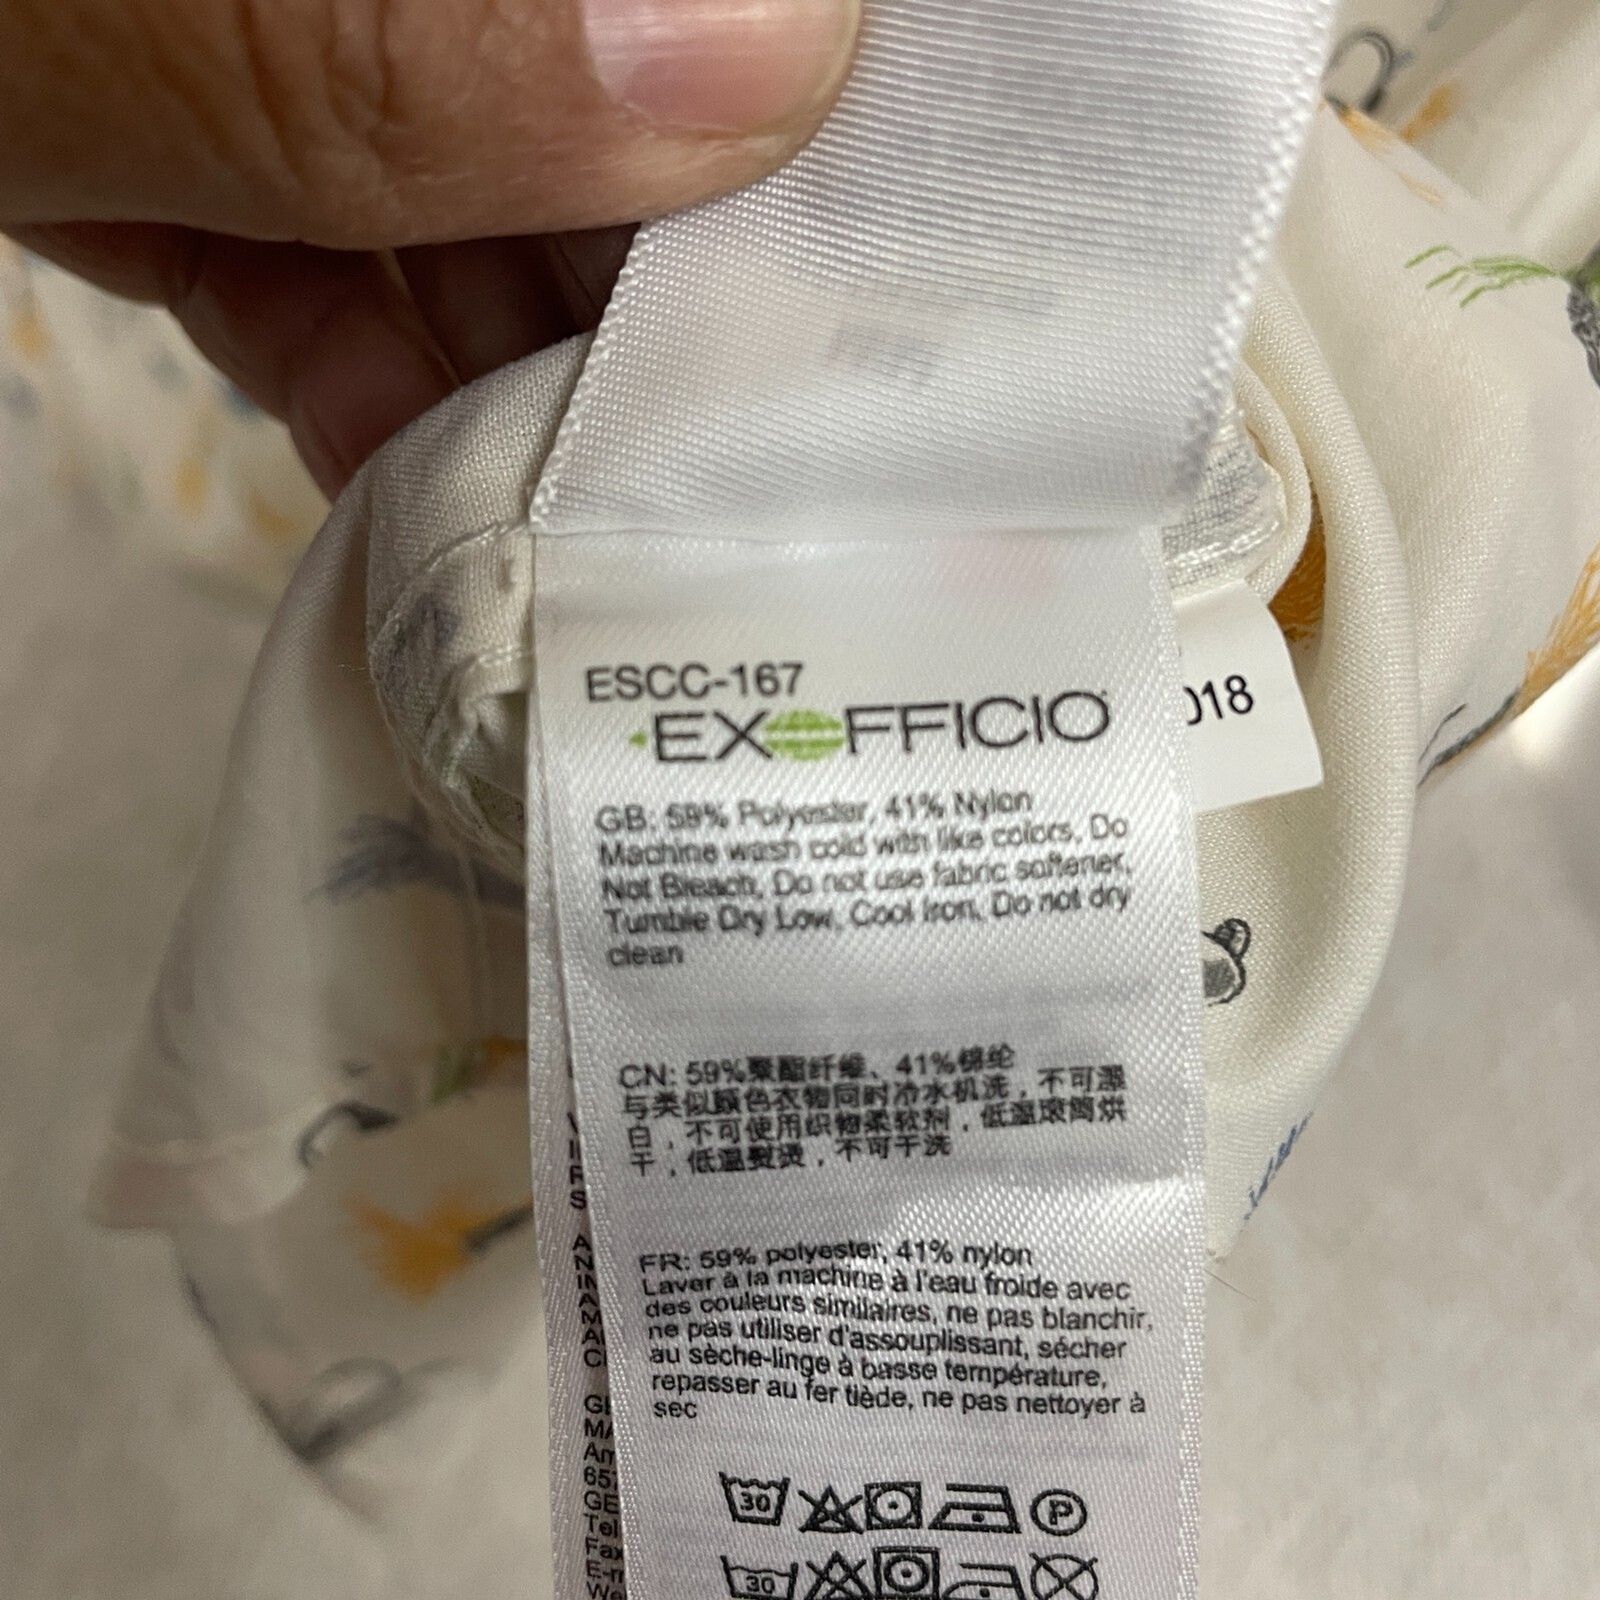 ESCC-167
EXOFFICIO
018
GB: 59% Polyester, 41% Nylon
Machine wash cold with like colors, Do
Not Bleach, Do not use fabric softener,
Tumble Dry Low, Cool Iron, Do not dry
clean
CN: 59%聚酯纤维、41%锦纶
与类似颜色衣物同时冷水机洗，不可漂
白，不可使用织物柔软剂，低温滚筒烘
干，低温熨烫，不可干洗
FR: 59% polyester, 41% nylon
Laver à la machine à l'eau froide avec
des couleurs similaires, ne pas blanchir,
ne pas utiliser d'assouplissant, sécher
au sèche-linge à basse température,
repasser au fer tiède, ne pas nettoyer à
sec
30 P
30